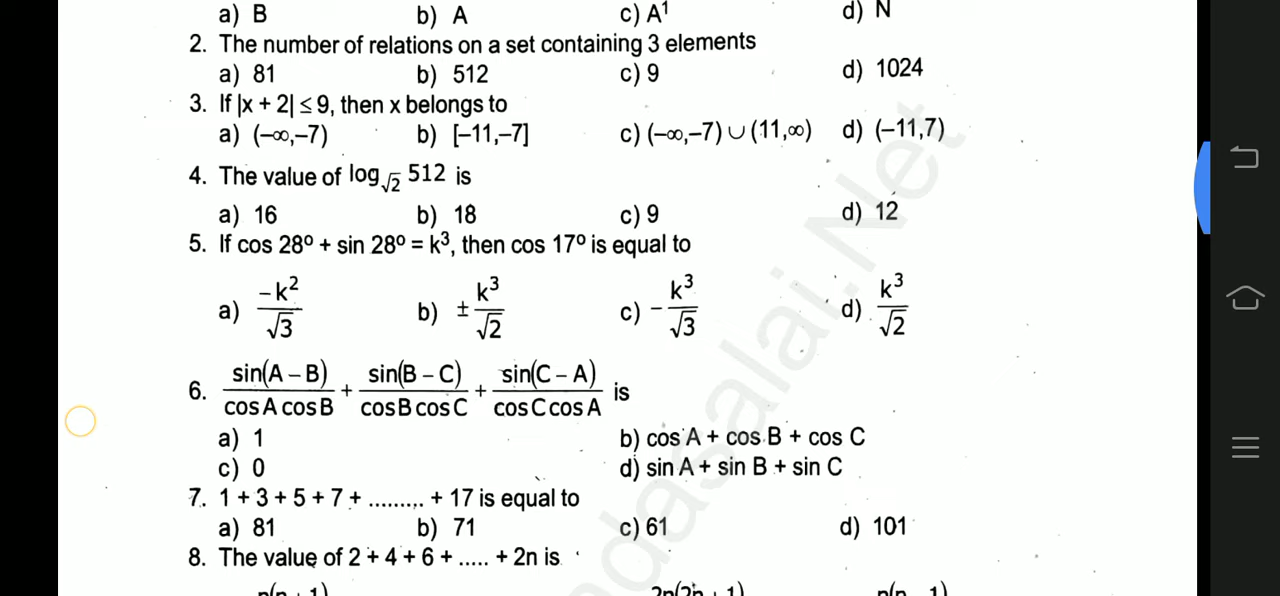 a) B b) A c) A¹ d) N
2. The number of relations on a set containing 3 elements
a) 81 b) 512 c) 9 d) 1024
3. If |x + 2| ≤ 9, then x belongs to
a) (–∞,–7) b) [–11,–7] c) (–∞,–7) ∪ (11,∞) d) (–11,7)
4. The value of log√2 512 is
a) 16 b) 18 c) 9 d) 12
5. If cos 28º + sin 28º = k³, then cos 17º is equal to
a) –k²/√3 b) ± k³/√2 c) – k³/√3 d) k³/√2
6. sin(A – B)/cos A cos B + sin(B – C)/cos B cos C + sin(C – A)/cos C cos A is
a) 1 b) cos A + cos B + cos C
c) 0 d) sin A + sin B + sin C
7. 1 + 3 + 5 + 7 + ......... + 17 is equal to
a) 81 b) 71 c) 61 d) 101
8. The value of 2 + 4 + 6 + ..... + 2n is